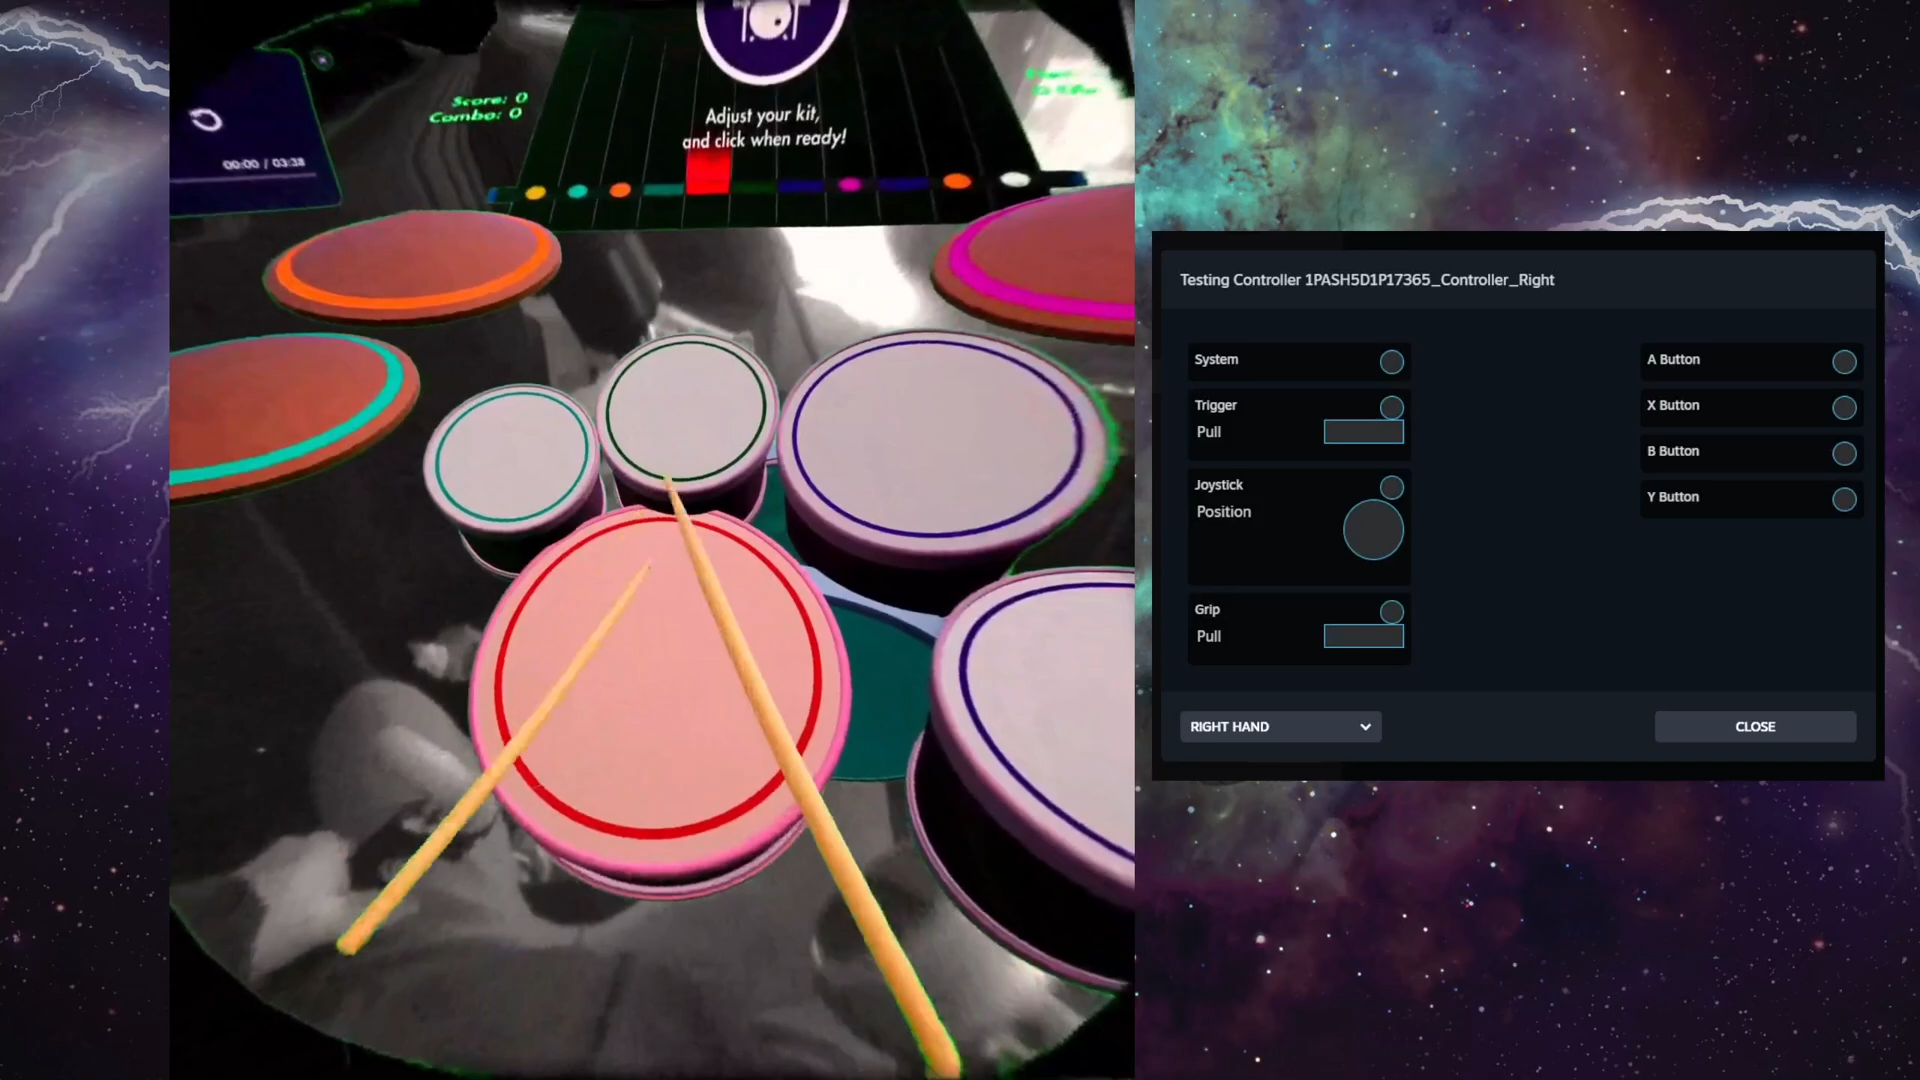 Score: 0
Combo: 0
Adjust your kit,
and click when ready!
00:00 / 03:38
Testing Controller 1PASH5D1P17365_Controller_Right
System
Trigger
Pull
Joystick
Position
Grip
Pull
A Button
X Button
B Button
Y Button
RIGHT HAND
CLOSE